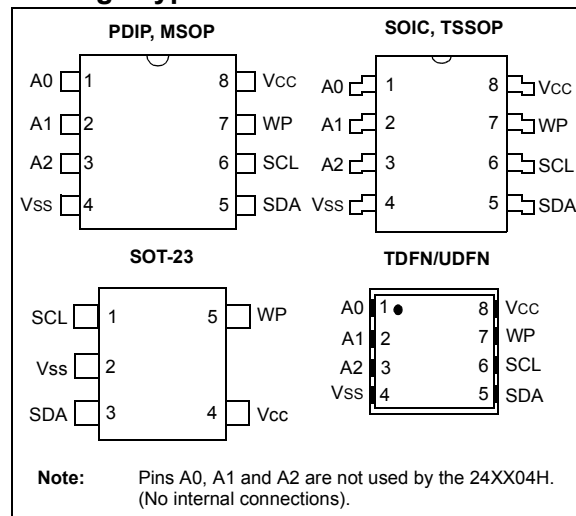 PDIP, MSOP
A0 1 8 VCC
A1 2 7 WP
A2 3 6 SCL
VSS 4 5 SDA
SOIC, TSSOP
A0 1 8 VCC
A1 2 7 WP
A2 3 6 SCL
VSS 4 5 SDA
SOT-23
SCL 1 5 WP
Vss 2
SDA 3 4 Vcc
TDFN/UDFN
A0 1 8 VCC
A1 2 7 WP
A2 3 6 SCL
VSS 4 5 SDA
Note: Pins A0, A1 and A2 are not used by the 24XX04H.
(No internal connections).